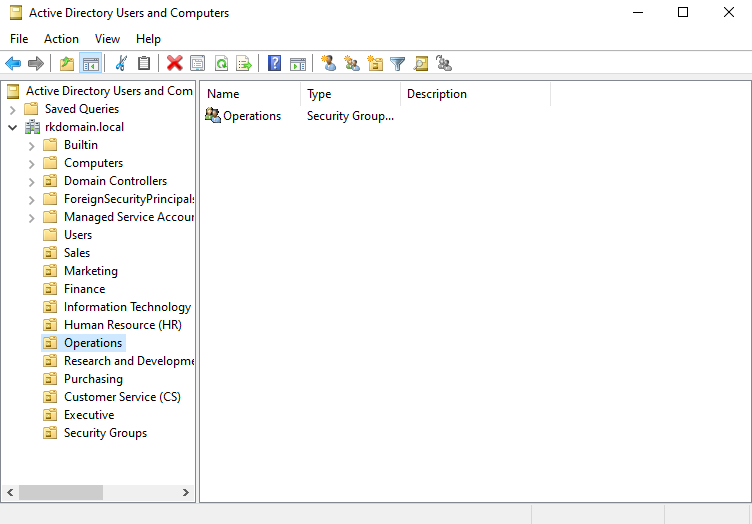 Active Directory Users and Computers
File Action View Help
Active Directory Users and Com
Saved Queries
rkdomain.local
Builtin
Computers
Domain Controllers
ForeignSecurityPrincipals
Managed Service Accour
Users
Sales
Marketing
Finance
Information Technology
Human Resource (HR)
Operations
Research and Developme
Purchasing
Customer Service (CS)
Executive
Security Groups
Name Type Description
Operations Security Group...